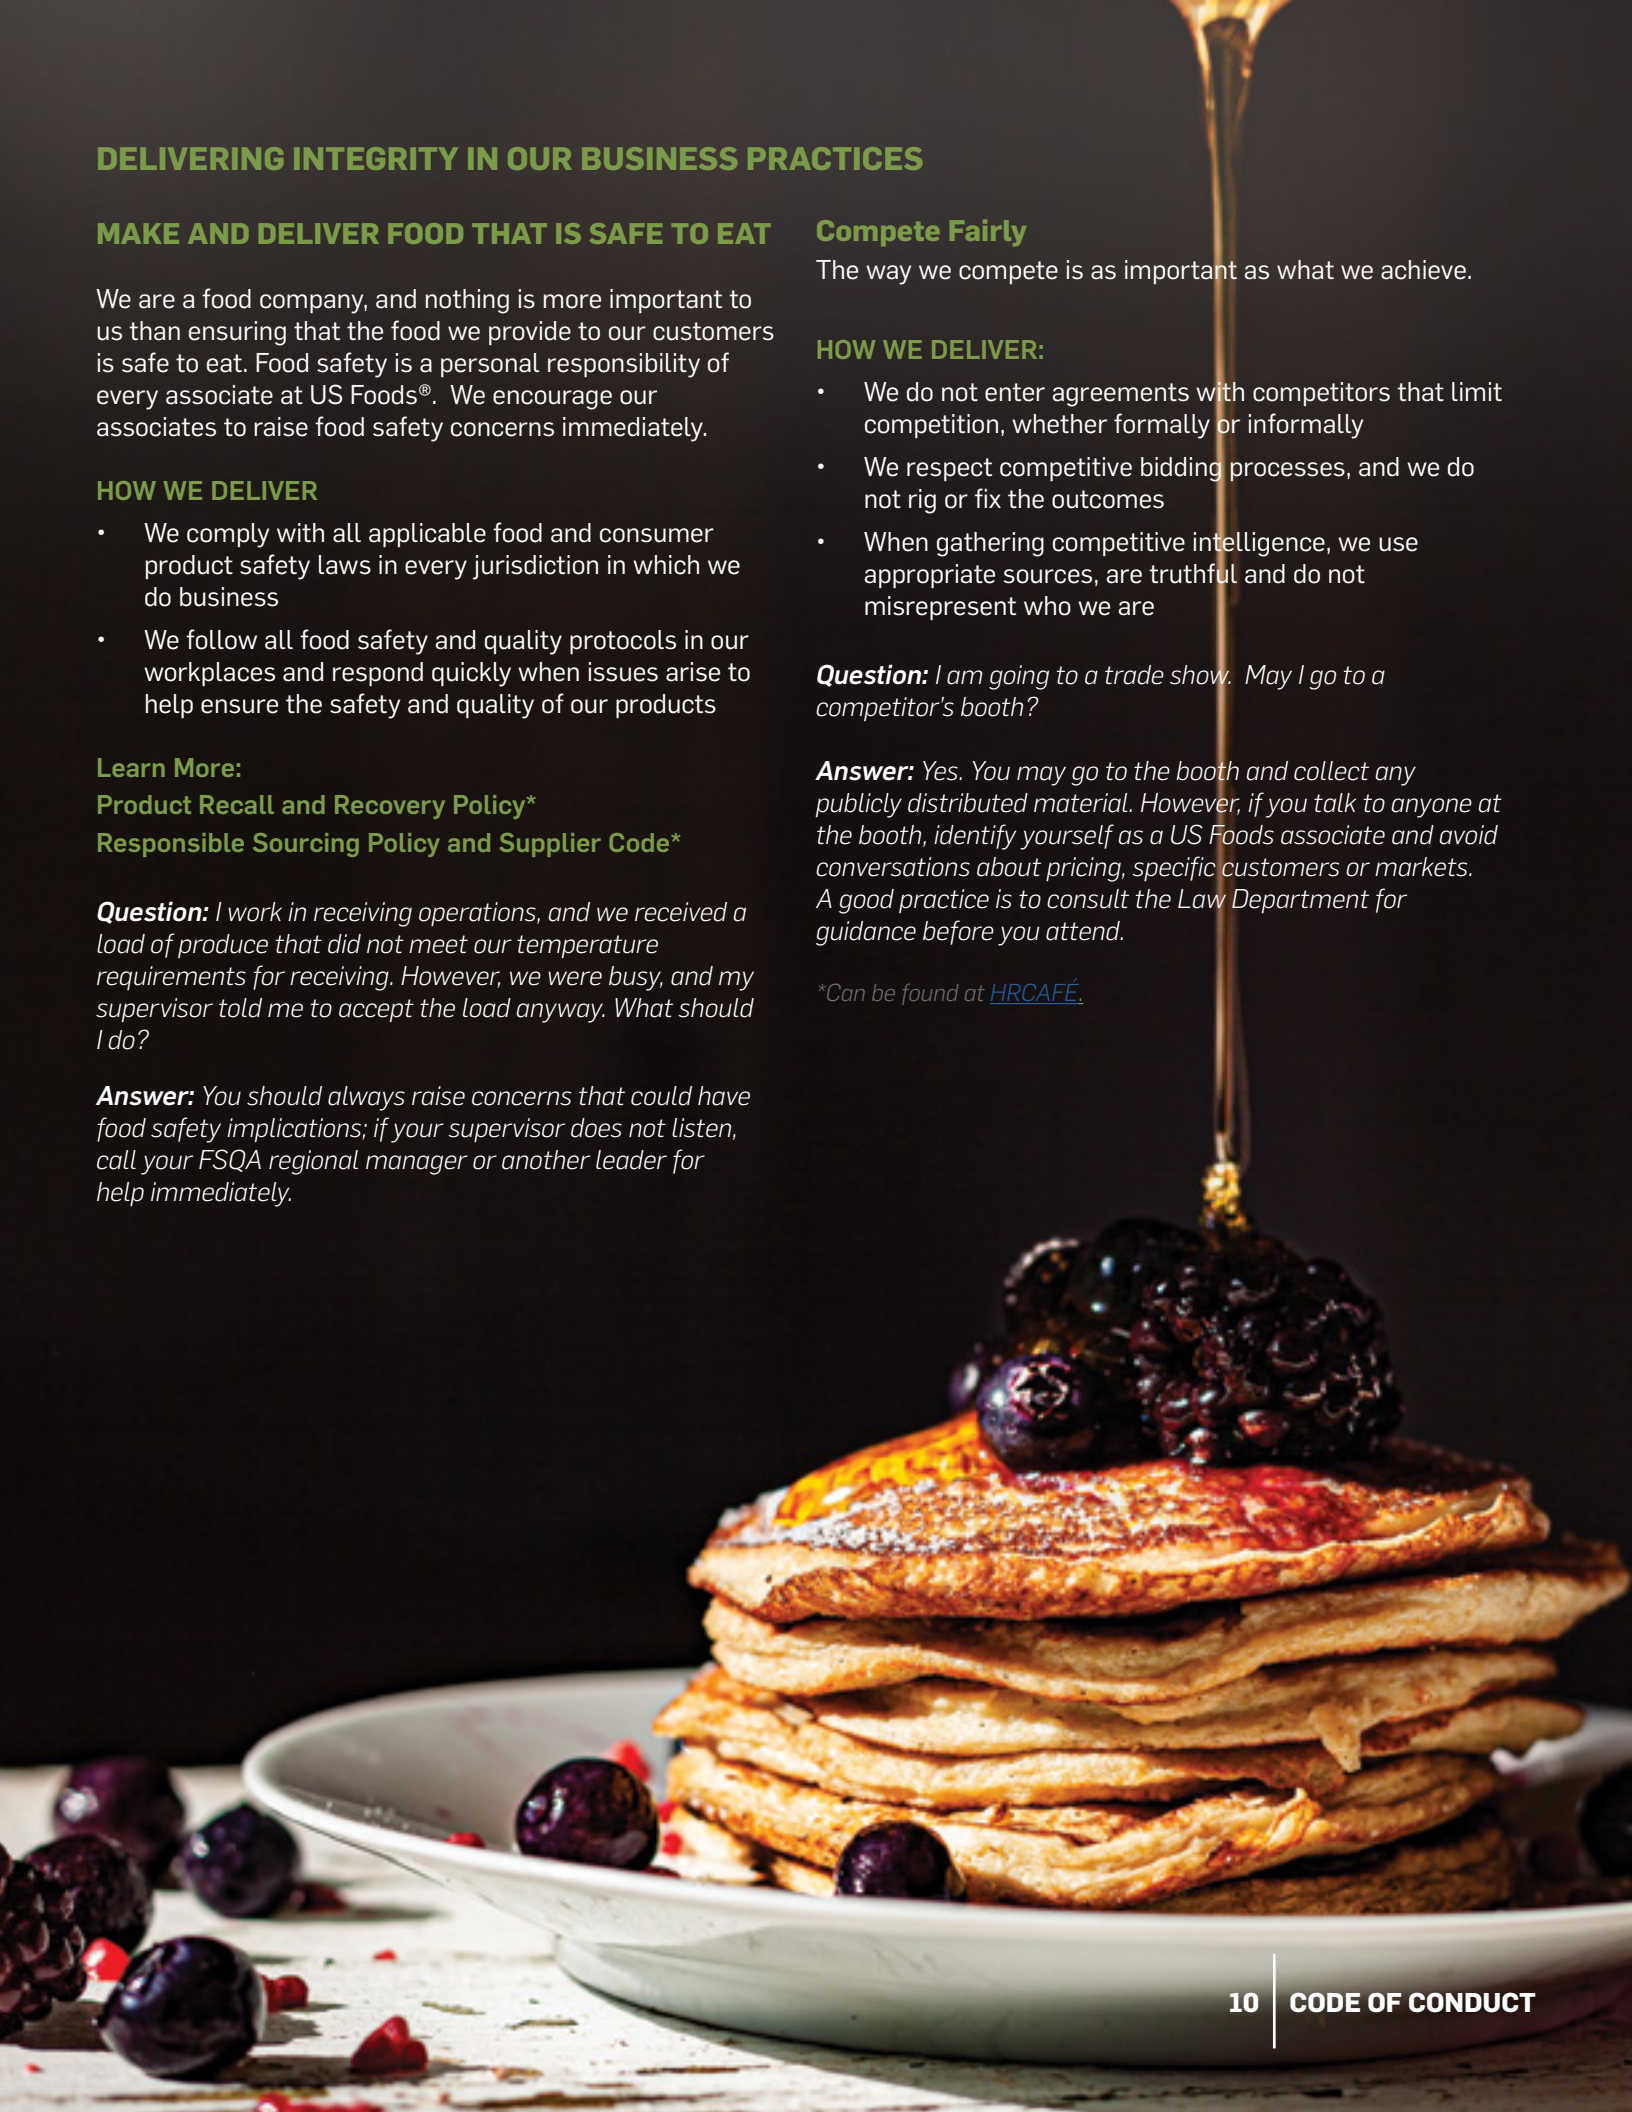 DELIVERING INTEGRITY IN OUR BUSINESS PRACTICES
MAKE AND DELIVER FOOD THAT IS SAFE TO EAT
We are a food company, and nothing is more important to
us than ensuring that the food we provide to our customers
is safe to eat. Food safety is a personal responsibility of
every associate at US Foods®.  We encourage our
associates to raise food safety concerns immediately.
HOW WE DELIVER
• We comply with all applicable food and consumer
product safety laws in every jurisdiction in which we
do business
• We follow all food safety and quality protocols in our
workplaces and respond quickly when issues arise to
help ensure the safety and quality of our products
Learn More:
Product Recall and Recovery Policy*
Responsible Sourcing Policy and Supplier Code*
Question: I work in receiving operations, and we received a
load of produce that did not meet our temperature
requirements for receiving. However, we were busy, and my
supervisor told me to accept the load anyway. What should
I do?
Answer: You should always raise concerns that could have
food safety implications; if your supervisor does not listen,
call your FSQA regional manager or another leader for
help immediately.
Compete Fairly
The way we compete is as important as what we achieve.
HOW WE DELIVER:
• We do not enter agreements with competitors that limit
competition, whether formally or informally
• We respect competitive bidding processes, and we do
not rig or fix the outcomes
• When gathering competitive intelligence, we use
appropriate sources, are truthful and do not
misrepresent who we are
Question: I am going to a trade show.  May I go to a
competitor's booth?
Answer: Yes. You may go to the booth and collect any
publicly distributed material. However, if you talk to anyone at
the booth, identify yourself as a US Foods associate and avoid
conversations about pricing, specific customers or markets.
A good practice is to consult the Law Department for
guidance before you attend.
*Can be found at HRCAFÉ.
10 CODE OF CONDUCT